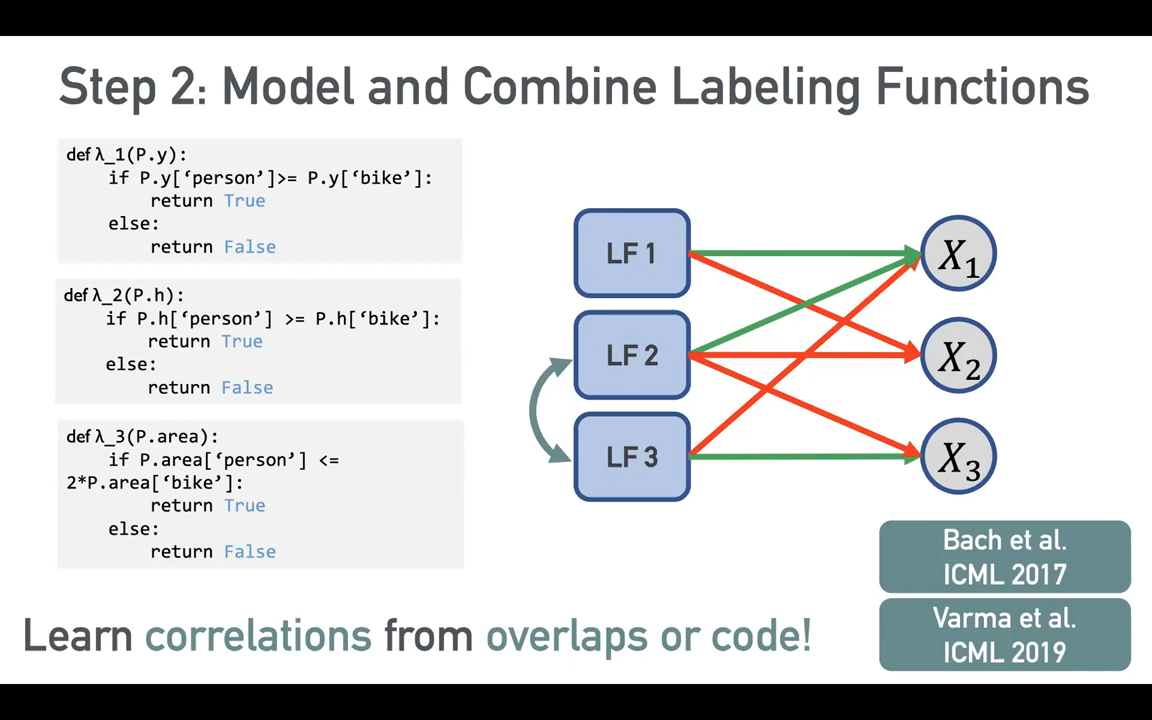 Step 2: Model and Combine Labeling Functions
def λ_1(P.y):
if P.y[‘person’]>= P.y[‘bike’]:
return True
else:
return False
def λ_2(P.h):
if P.h[‘person’] >= P.h[‘bike’]:
return True
else:
return False
def λ_3(P.area):
if P.area[‘person’] <=
2*P.area[‘bike’]:
return True
else:
return False
LF 1
LF 2
LF 3
X₁
X₂
X₃
Bach et al.
ICML 2017
Varma et al.
ICML 2019
Learn correlations from overlaps or code!